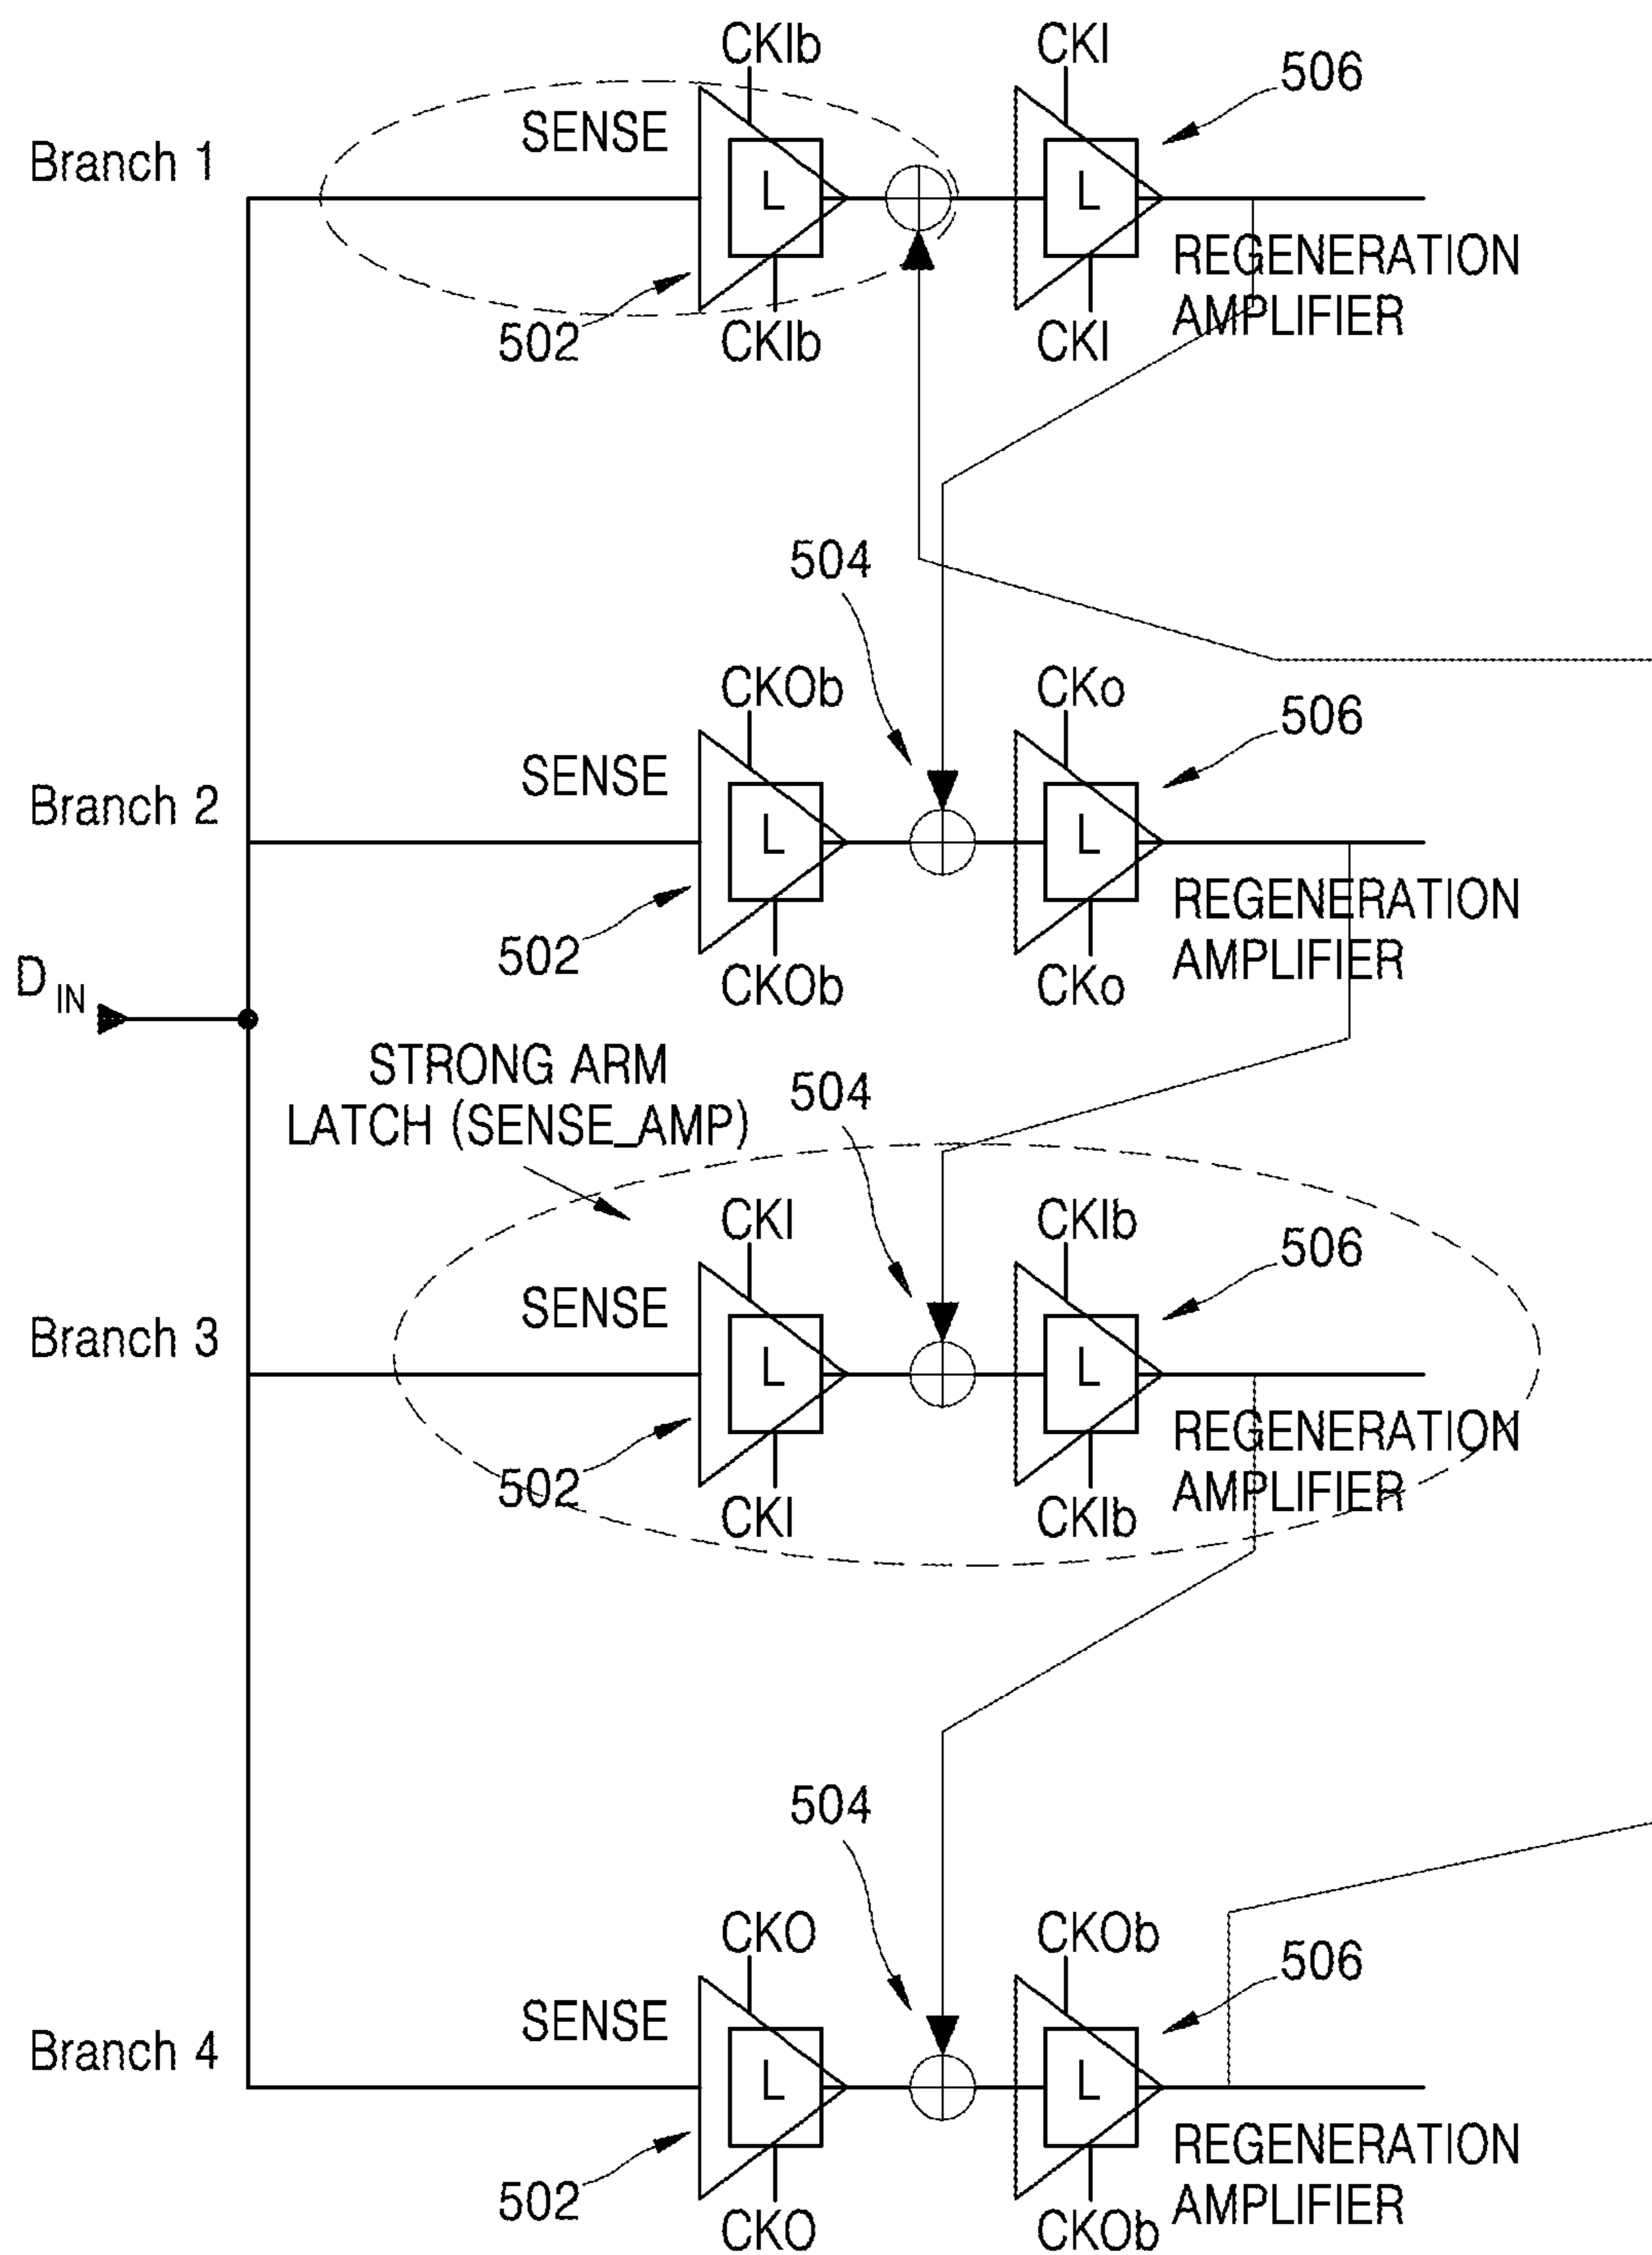 CKIb
CKI
506
SENSE
Branch 1
L
L
REGENERATION
AMPLIFIER
502
CKIb
CKI
504
CKOb
CKo
506
SENSE
Branch 2
L
L
REGENERATION
AMPLIFIER
502
CKOb
CKo
D IN
STRONG ARM
LATCH (SENSE_AMP)
504
CKI
CKIb
506
SENSE
Branch 3
L
L
REGENERATION
AMPLIFIER
502
CKI
CKIb
504
CKO
CKOb
506
SENSE
Branch 4
L
L
REGENERATION
AMPLIFIER
502
CKO
CKOb